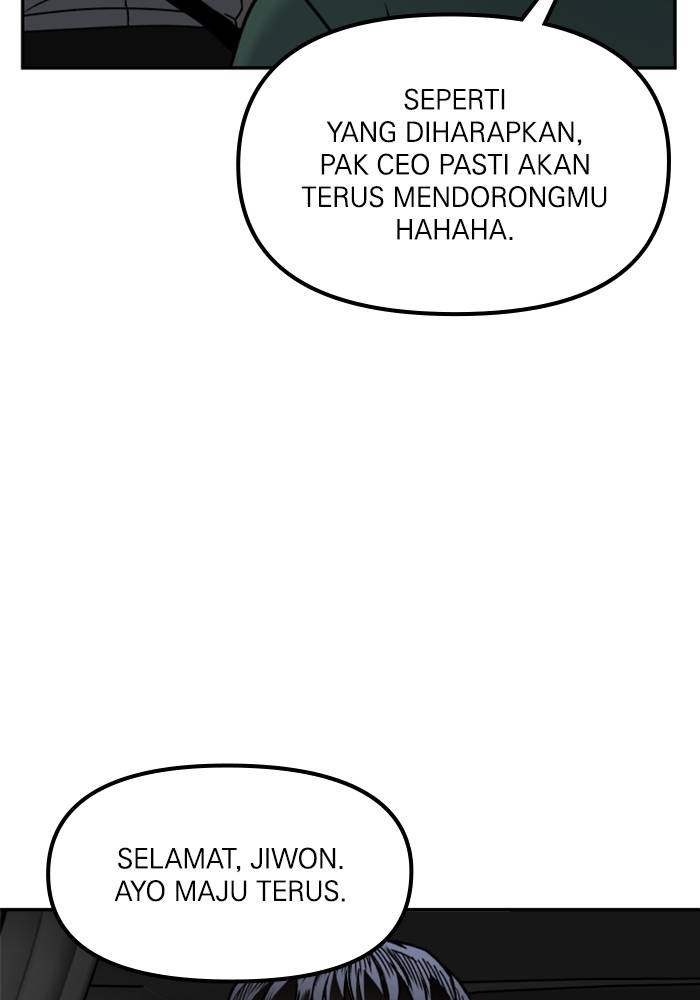 SEPERTI
YANG DIHARAPKAN,
PAK CEO PASTI AKAN
TERUS MENDORONGMU
HAHAHA.
SELAMAT, JIWON.
AYO MAJU TERUS.